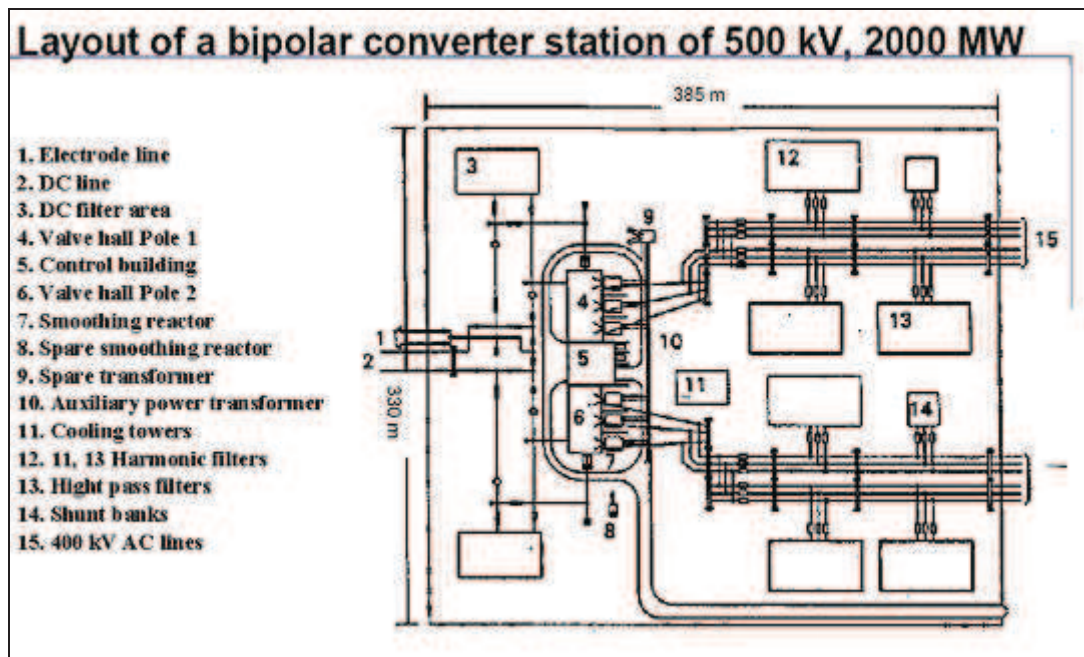 Layout of a bipolar converter station of 500 kV, 2000 MW
385 m
1. Electrode line
2. DC line
3. DC filter area
4. Valve hall Pole 1
5. Control building
6. Valve hall Pole 2
7. Smoothing reactor
8. Spare smoothing reactor
9. Spare transformer
10. Auxiliary power transformer
11. Cooling towers
12. 11, 13 Harmonic filters
13. Hight pass filters
14. Shunt banks
15. 400 kV AC lines
3
12
9
15
4
13
1
10
2
5
11
330 m
6
14
7
8